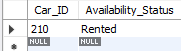 Car_ID Availability_Status
210 Rented
NULL NULL